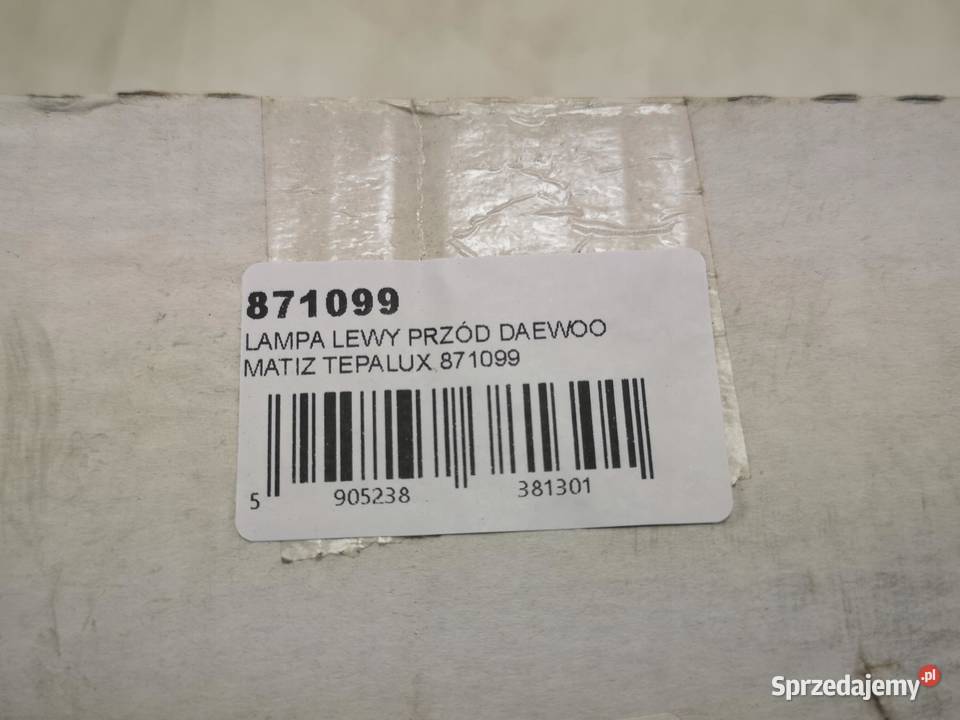 871099
LAMPA LEWY PRZÓD DAEWOO
MATIZ TEPALUX 871099
5 905238 381301
Sprzedajemy.pl